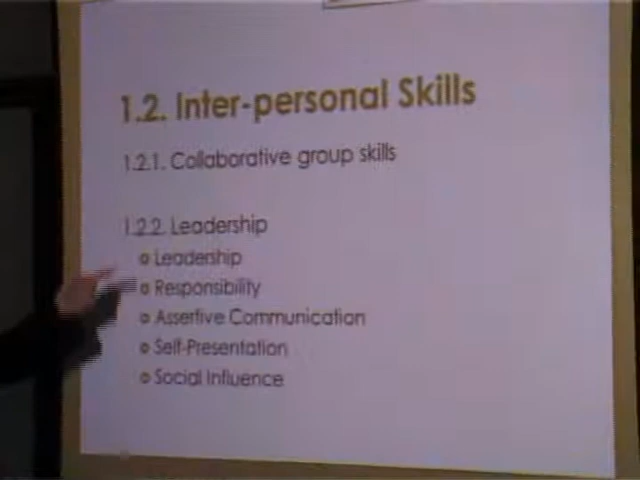 1.2. Inter-personal Skills
1.2.1. Collaborative group skills
1.2.2. Leadership
Leadership
Responsibility
Assertive Communication
Self-Presentation
Social Influence